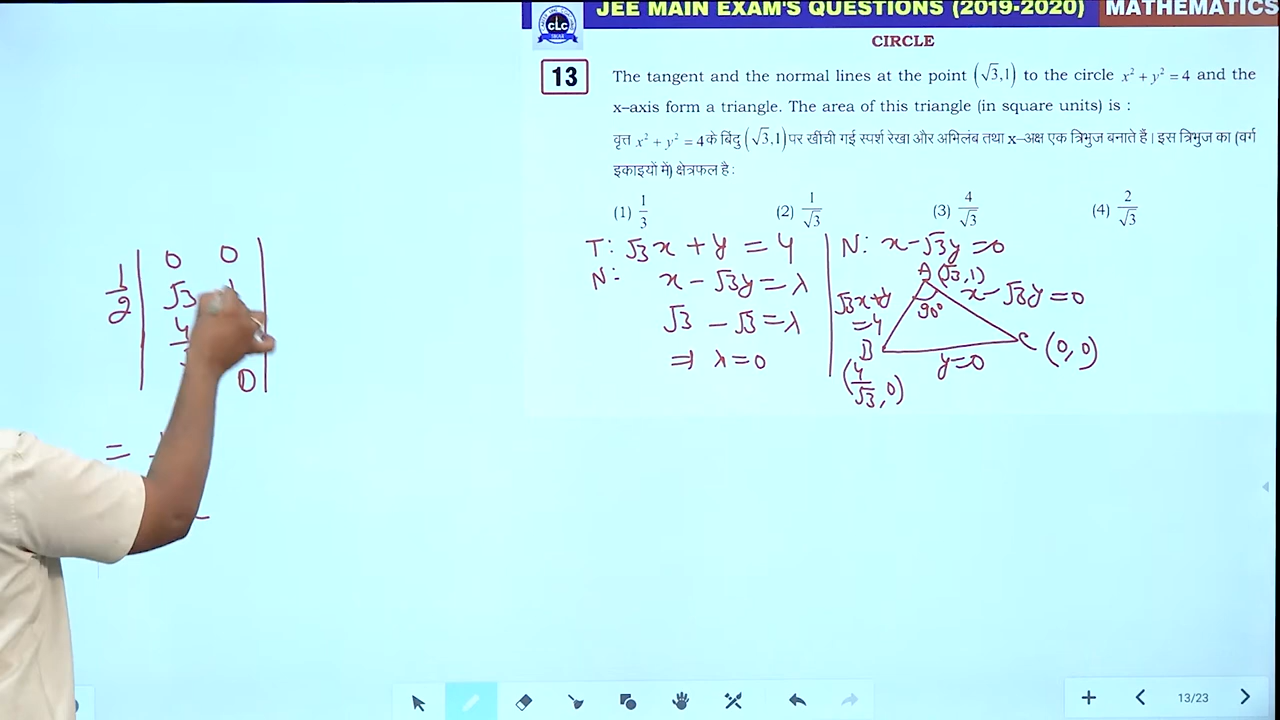 JEE MAIN EXAM'S QUESTIONS (2019-2020) MATHEMATICS
CLC
CIRCLE
13 The tangent and the normal lines at the point (√3,1) to the circle x² + y² = 4 and the
x–axis form a triangle. The area of this triangle (in square units) is :
वृत्त x² + y² = 4 के बिंदु (√3,1) पर खींची गई स्पर्श रेखा और अभिलंब तथा x–अक्ष एक त्रिभुज बनाते हैं। इस त्रिभुज का (वर्ग
इकाइयों में) क्षेत्रफल है :
(1) 1/3 (2) 1/√3 (3) 4/√3 (4) 2/√3
T: √3x + y = 4
N: x - √3y = λ
√3 - √3 = λ
⇒ λ = 0
N: x - √3y = 0
A (√3, 1)
√3x + y = 4
90°
x - √3y = 0
B
(4/√3, 0)
y = 0
C (0, 0)
1/2
0 0
√3
4
0
=
13/23